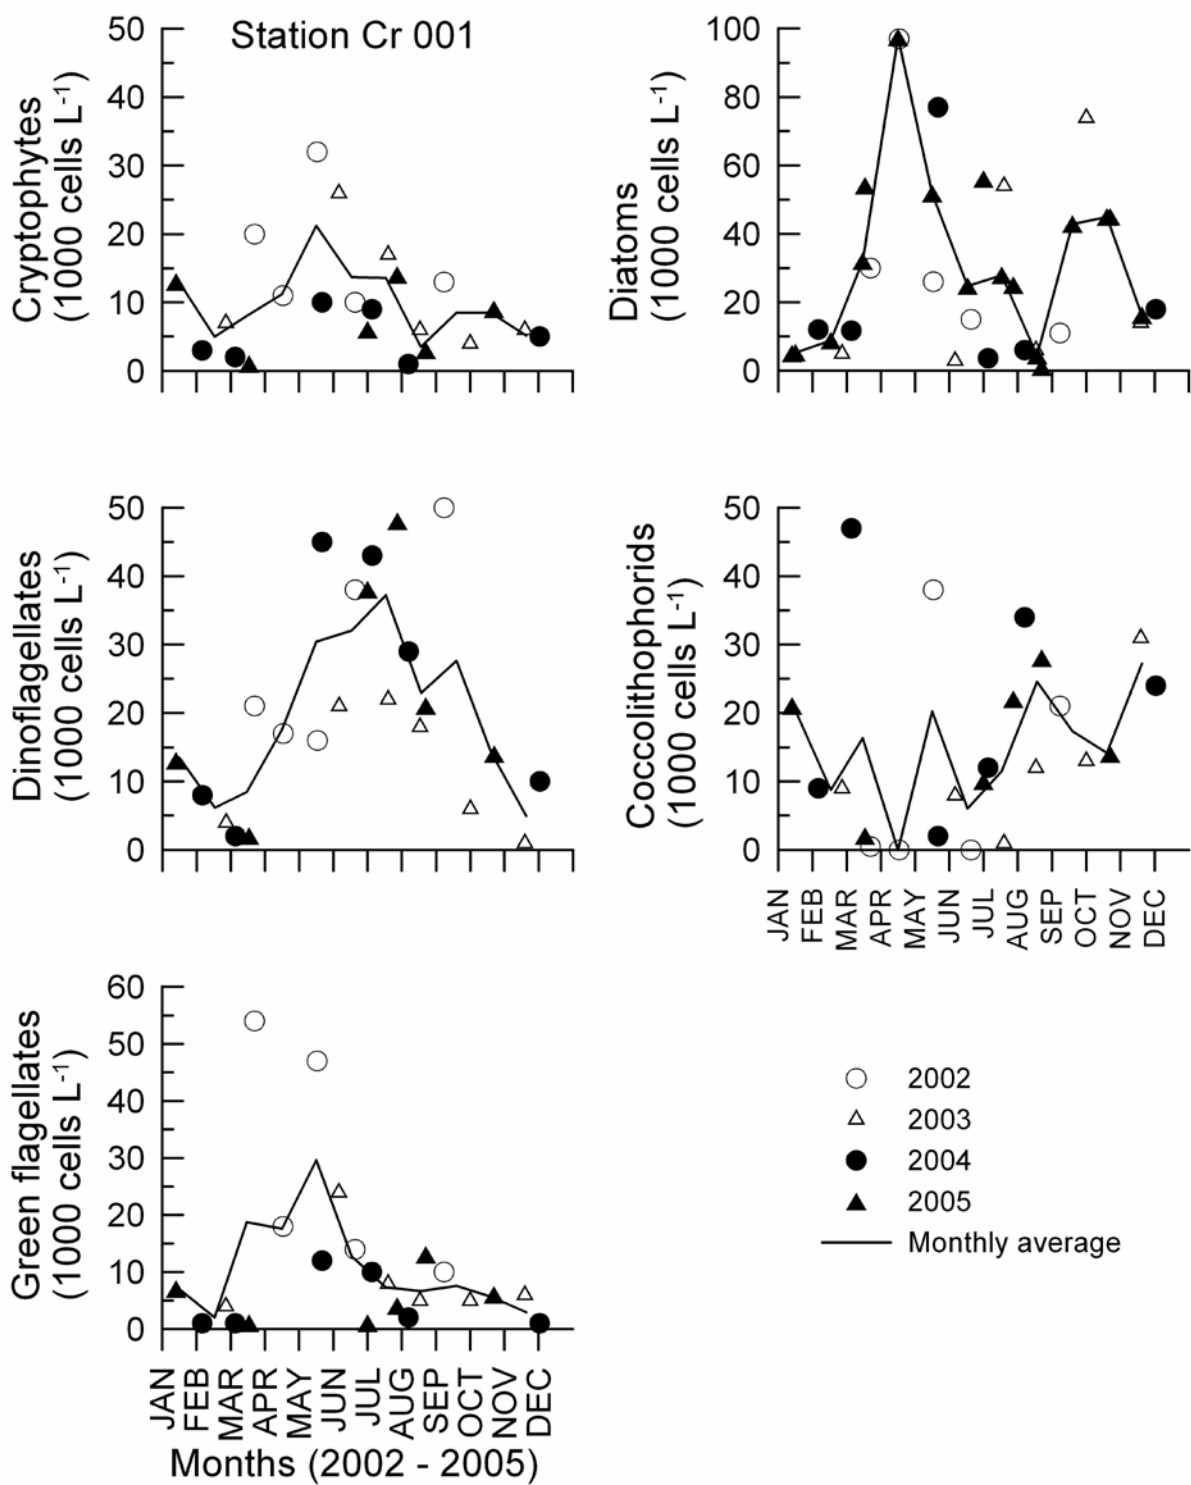 Station Cr 001
Cryptophytes
(1000 cells L-1)
50
40
30
20
10
0
Diatoms
(1000 cells L-1)
100
80
60
40
20
0
Dinoflagellates
(1000 cells L-1)
50
40
30
20
10
0
Coccolithophorids
(1000 cells L-1)
50
40
30
20
10
0
JAN
FEB
MAR
APR
MAY
JUN
JUL
AUG
SEP
OCT
NOV
DEC
Green flagellates
(1000 cells L-1)
60
50
40
30
20
10
0
JAN
FEB
MAR
APR
MAY
JUN
JUL
AUG
SEP
OCT
NOV
DEC
Months (2002 - 2005)
2002
2003
2004
2005
Monthly average